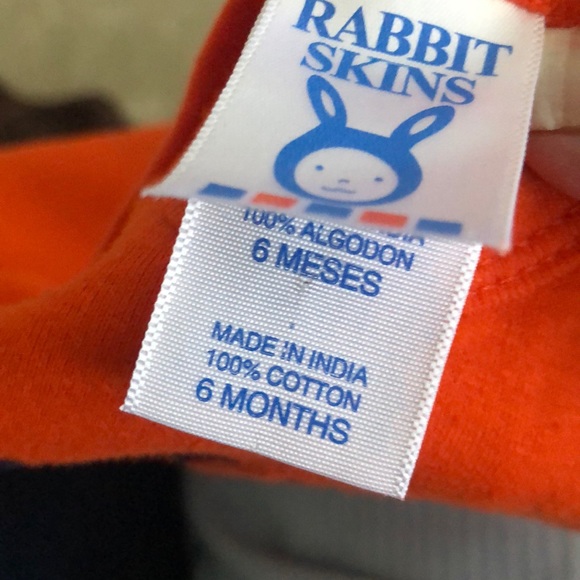 RABBIT
SKINS
100% ALGODON
6 MESES
MADE IN INDIA
100% COTTON
6 MONTHS